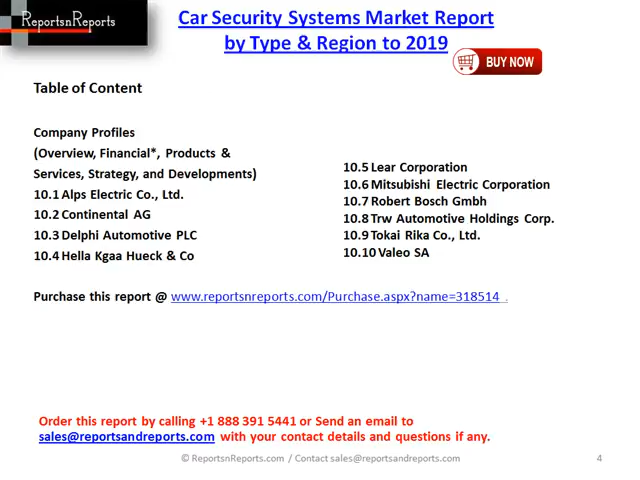 ReportsnReports
Car Security Systems Market Report
by Type & Region to 2019
BUY NOW
Table of Content
Company Profiles
(Overview, Financial*, Products &
Services, Strategy, and Developments)
10.1 Alps Electric Co., Ltd.
10.2 Continental AG
10.3 Delphi Automotive PLC
10.4 Hella Kgaa Hueck & Co
10.5 Lear Corporation
10.6 Mitsubishi Electric Corporation
10.7 Robert Bosch Gmbh
10.8 Trw Automotive Holdings Corp.
10.9 Tokai Rika Co., Ltd.
10.10 Valeo SA
Purchase this report @ www.reportsnreports.com/Purchase.aspx?name=318514 .
Order this report by calling +1 888 391 5441 or Send an email to
sales@reportsandreports.com with your contact details and questions if any.
© ReportsnReports.com / Contact sales@reportsandreports.com
4